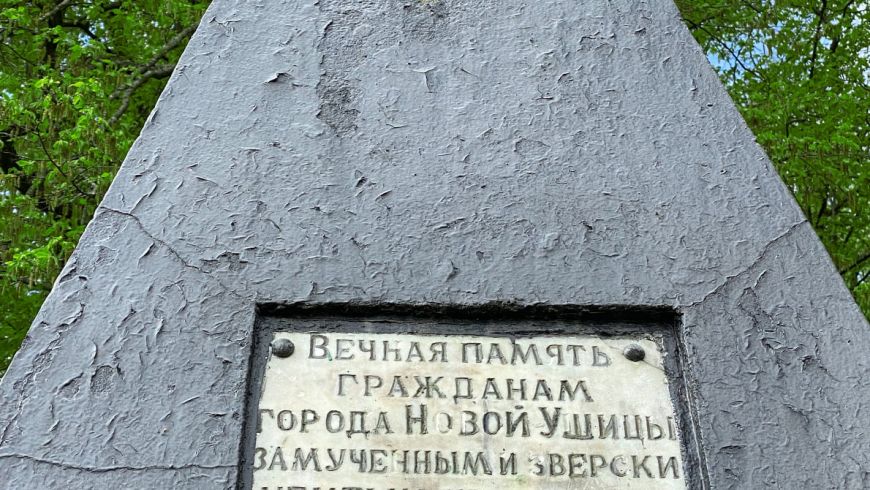 Вечная память
гражданам
города Новой Ушицы
замученным и зверски